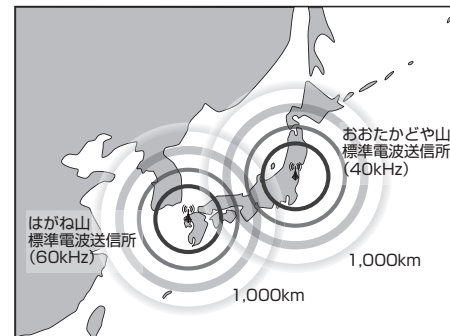 おおたかどや山
標準電波送信所
(40kHz)
はがね山
標準電波送信所
(60kHz)
1,000km
1,000km